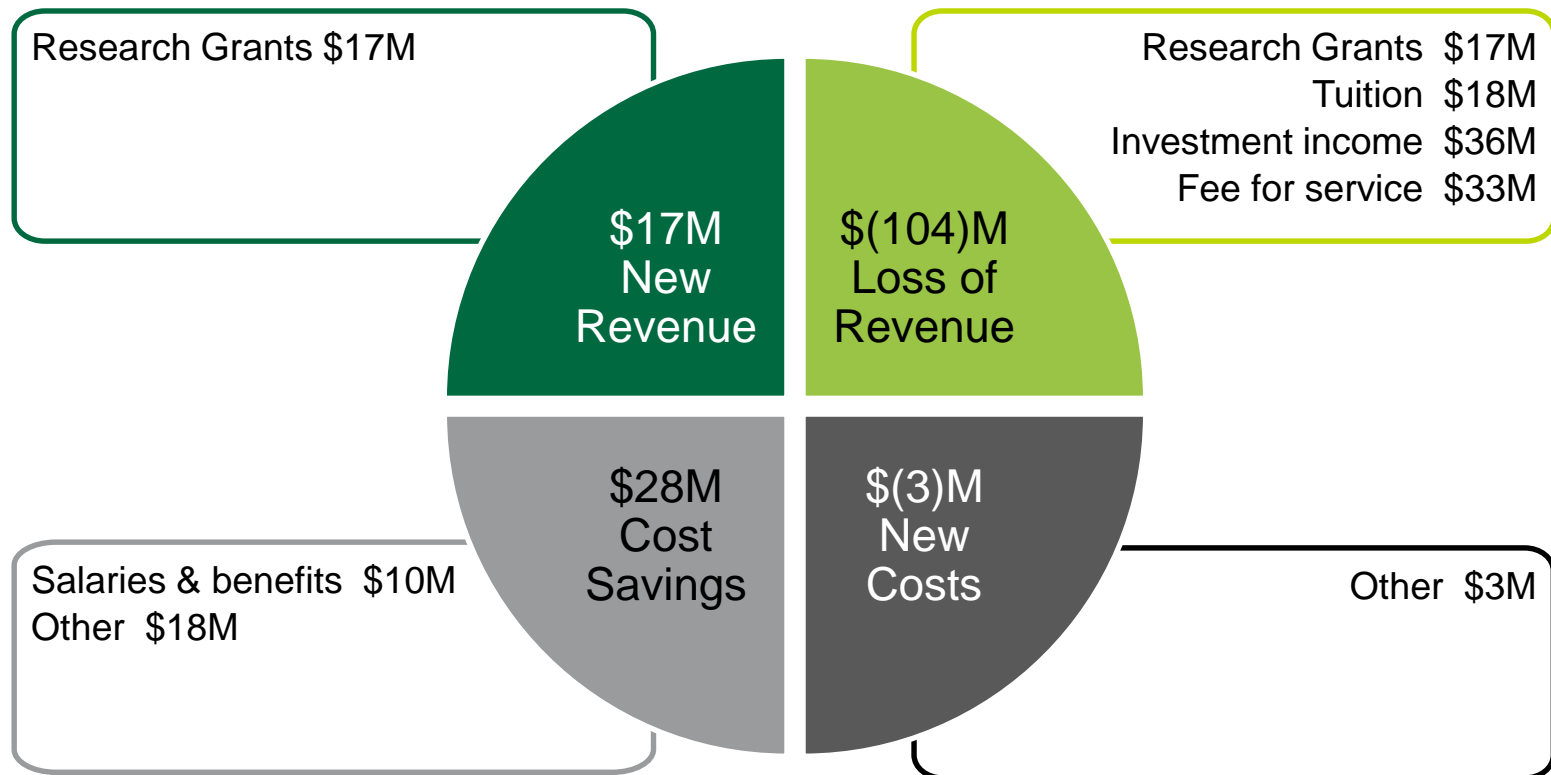 Research Grants $17M
Research Grants $17M
Tuition $18M
Investment income $36M
Fee for service $33M
$17M
New
Revenue
$(104)M
Loss of
Revenue
$28M
Cost
Savings
$(3)M
New
Costs
Salaries & benefits $10M
Other $18M
Other $3M